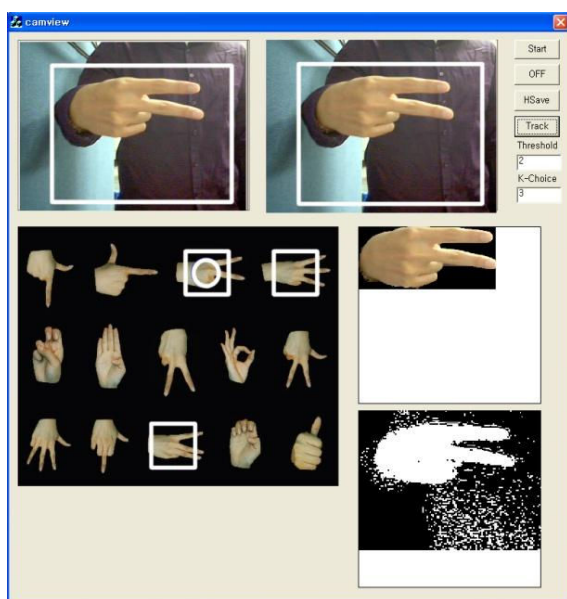 camview
Start
OFF
HSave
Track
Threshold
2
K-Choice
3